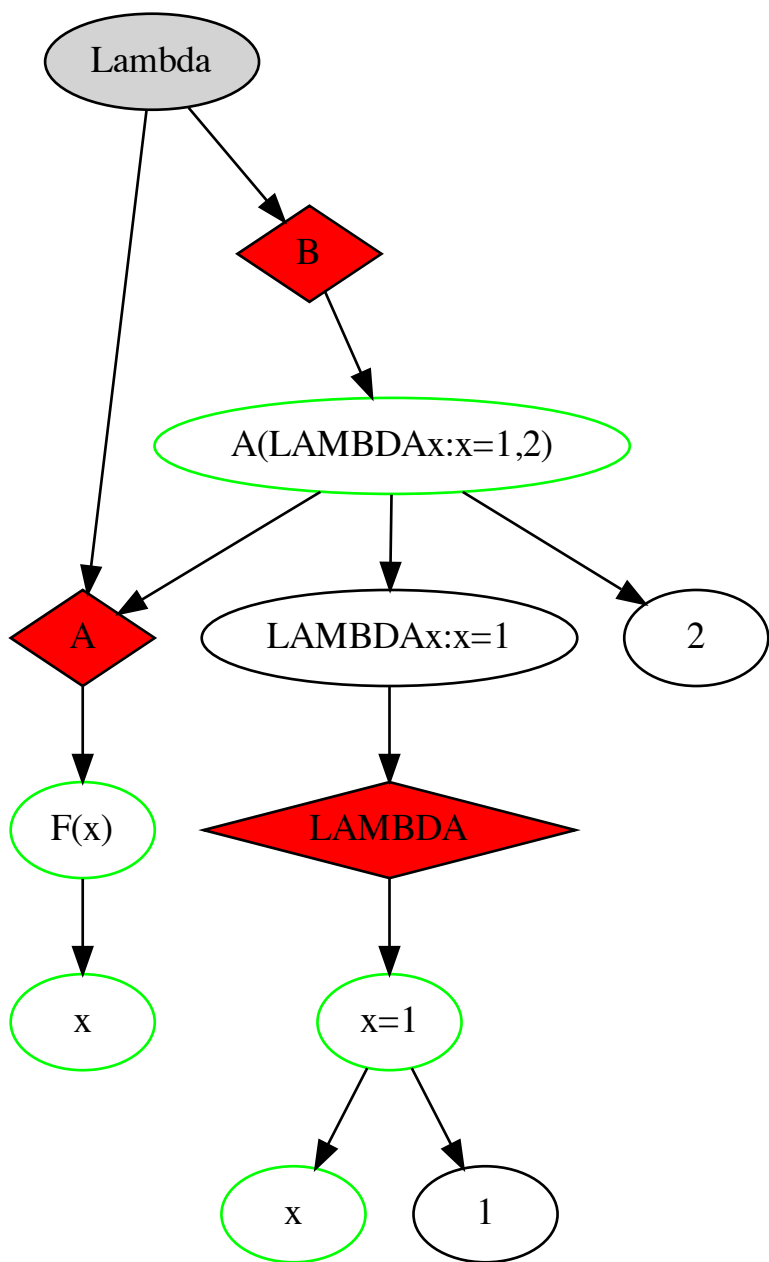 Lambda
B
A(LAMBDAx:x=1,2)
A
LAMBDAx:x=1
2
F(x)
LAMBDA
x
x=1
x
1